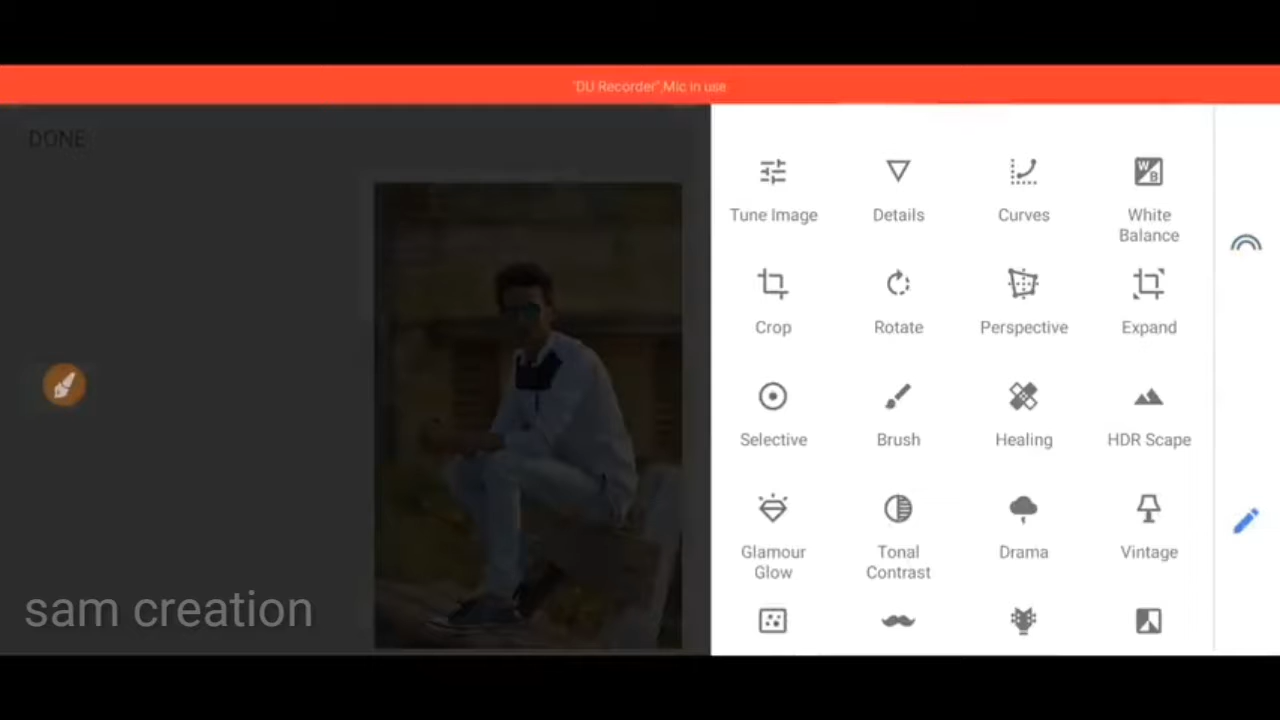 "DU Recorder",Mic in use
DONE
Tune Image
Details
Curves
White
Balance
Crop
Rotate
Perspective
Expand
Selective
Brush
Healing
HDR Scape
Glamour
Glow
Tonal
Contrast
Drama
Vintage
W
B
sam creation